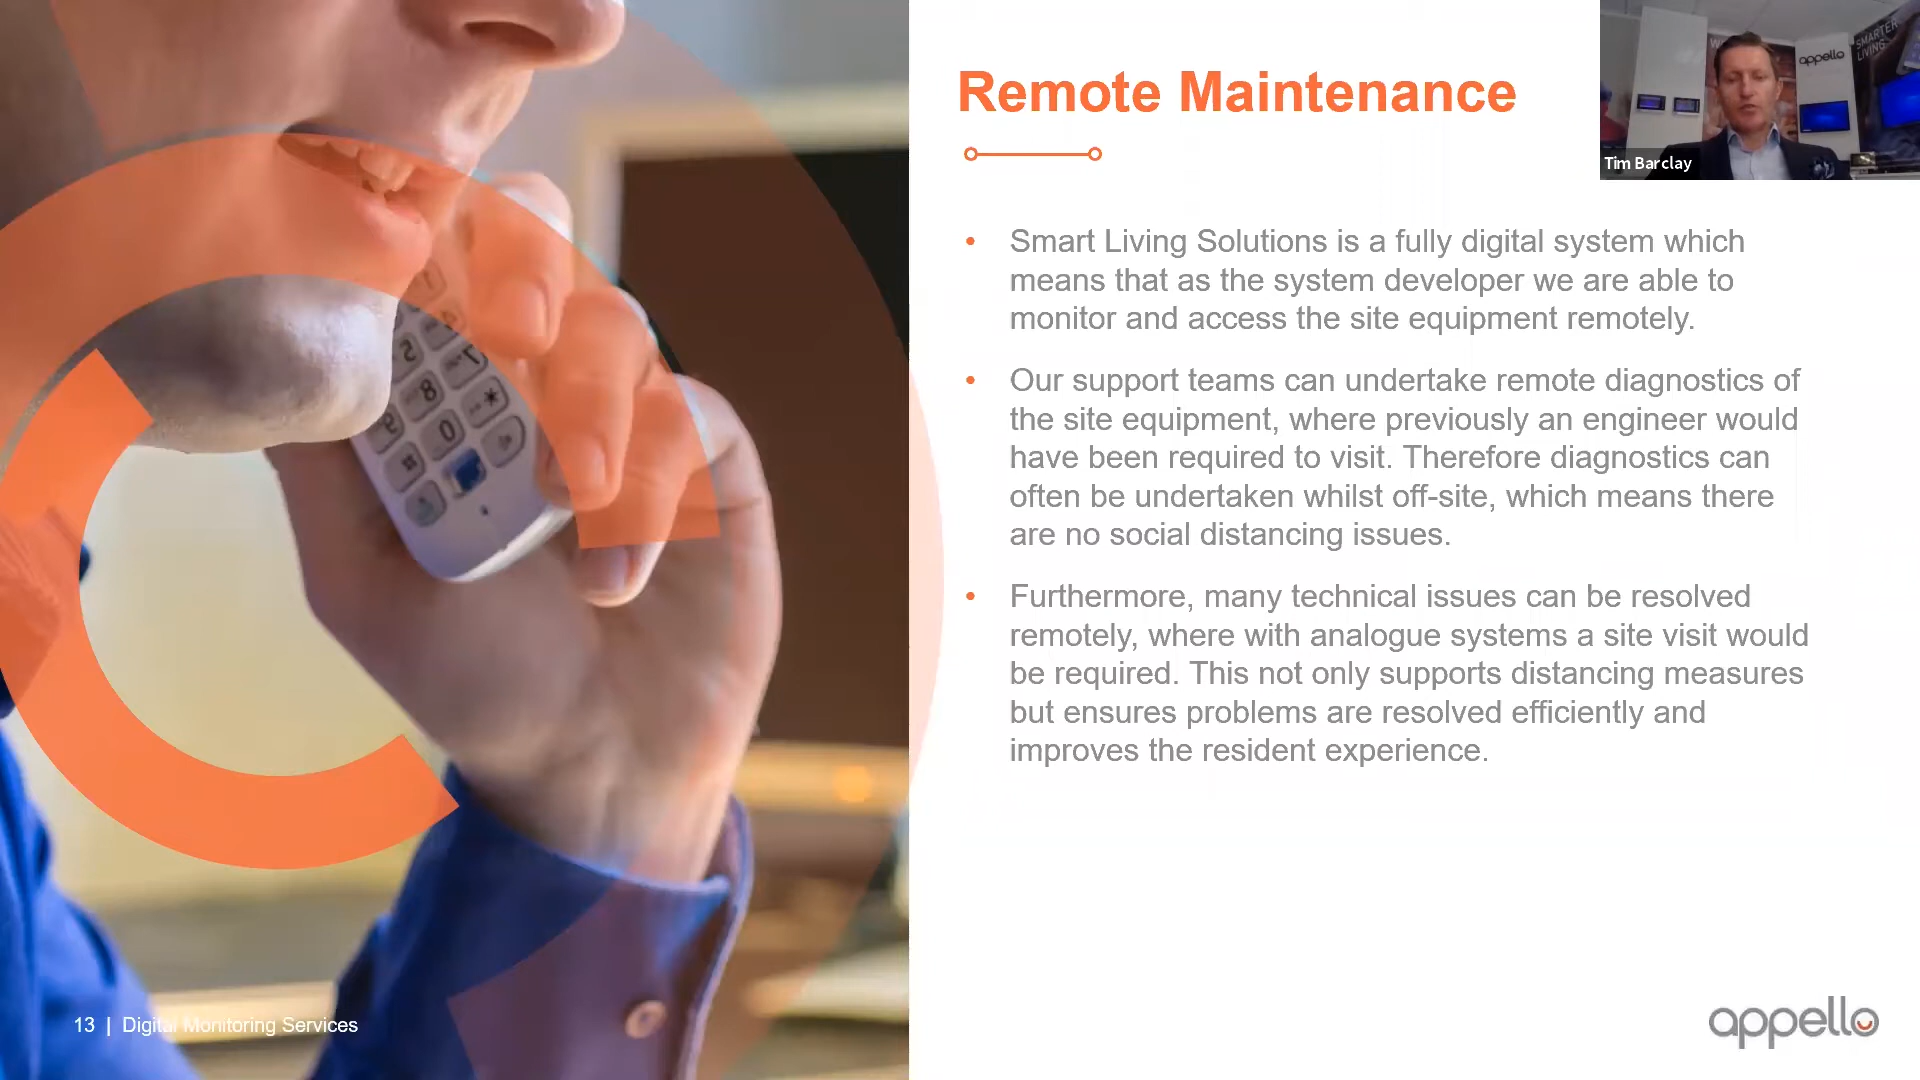 Remote Maintenance
appello
SMARTER
LIVING
Tim Barclay
• Smart Living Solutions is a fully digital system which
means that as the system developer we are able to
monitor and access the site equipment remotely.
• Our support teams can undertake remote diagnostics of
the site equipment, where previously an engineer would
have been required to visit. Therefore diagnostics can
often be undertaken whilst off-site, which means there
are no social distancing issues.
• Furthermore, many technical issues can be resolved
remotely, where with analogue systems a site visit would
be required. This not only supports distancing measures
but ensures problems are resolved efficiently and
improves the resident experience.
13 | Digital Monitoring Services
appello